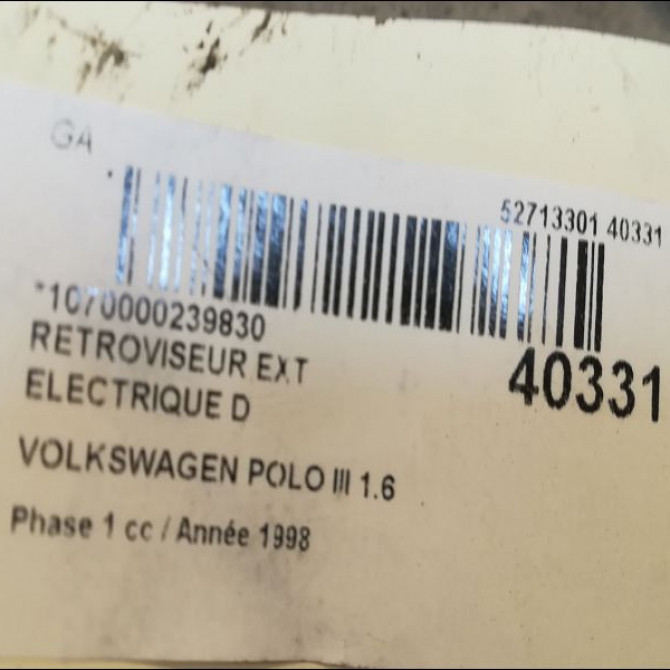 GA
52713301 40331
*1070000239830
RETROVISEUR EXT
40331
ELECTRIQUE D
VOLKSWAGEN POLO III 1.6
Phase 1 cc / Année 1998